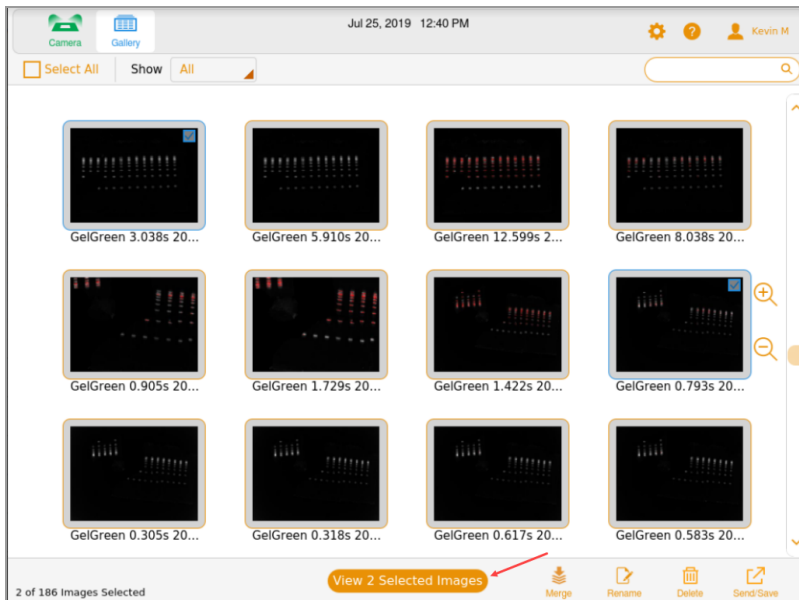 Jul 25, 2019 12:40 PM
Camera
Gallery
Kevin M
Select All
Show
All
GelGreen 3.038s 20...
GelGreen 5.910s 20...
GelGreen 12.599s 2...
GelGreen 8.038s 20...
GelGreen 0.905s 20...
GelGreen 1.729s 20...
GelGreen 1.422s 20...
GelGreen 0.793s 20...
GelGreen 0.305s 20...
GelGreen 0.318s 20...
GelGreen 0.617s 20...
GelGreen 0.583s 20...
2 of 186 Images Selected
View 2 Selected Images
Merge
Rename
Delete
Send/Save